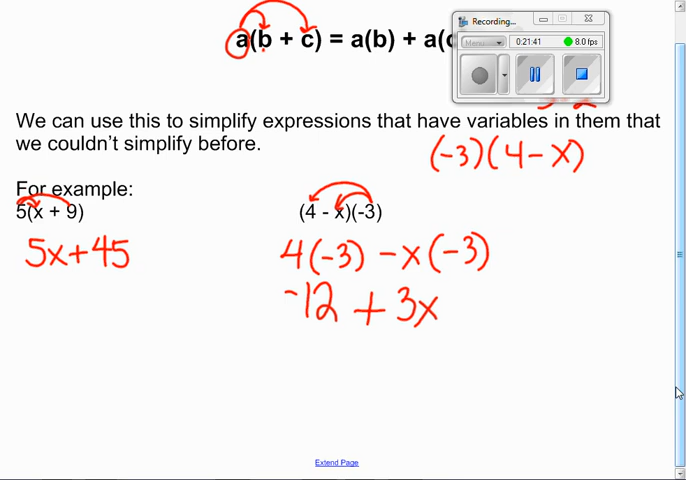 Recording...
Menu
0:21:41
8.0 fps
a(b + c) = a(b) + a(c
We can use this to simplify expressions that have variables in them that
we couldn't simplify before.
(-3)(4-x)
For example:
5(x + 9)
(4 - x)(-3)
5x+45
4(-3) -x(-3)
-12 + 3x
Extend Page